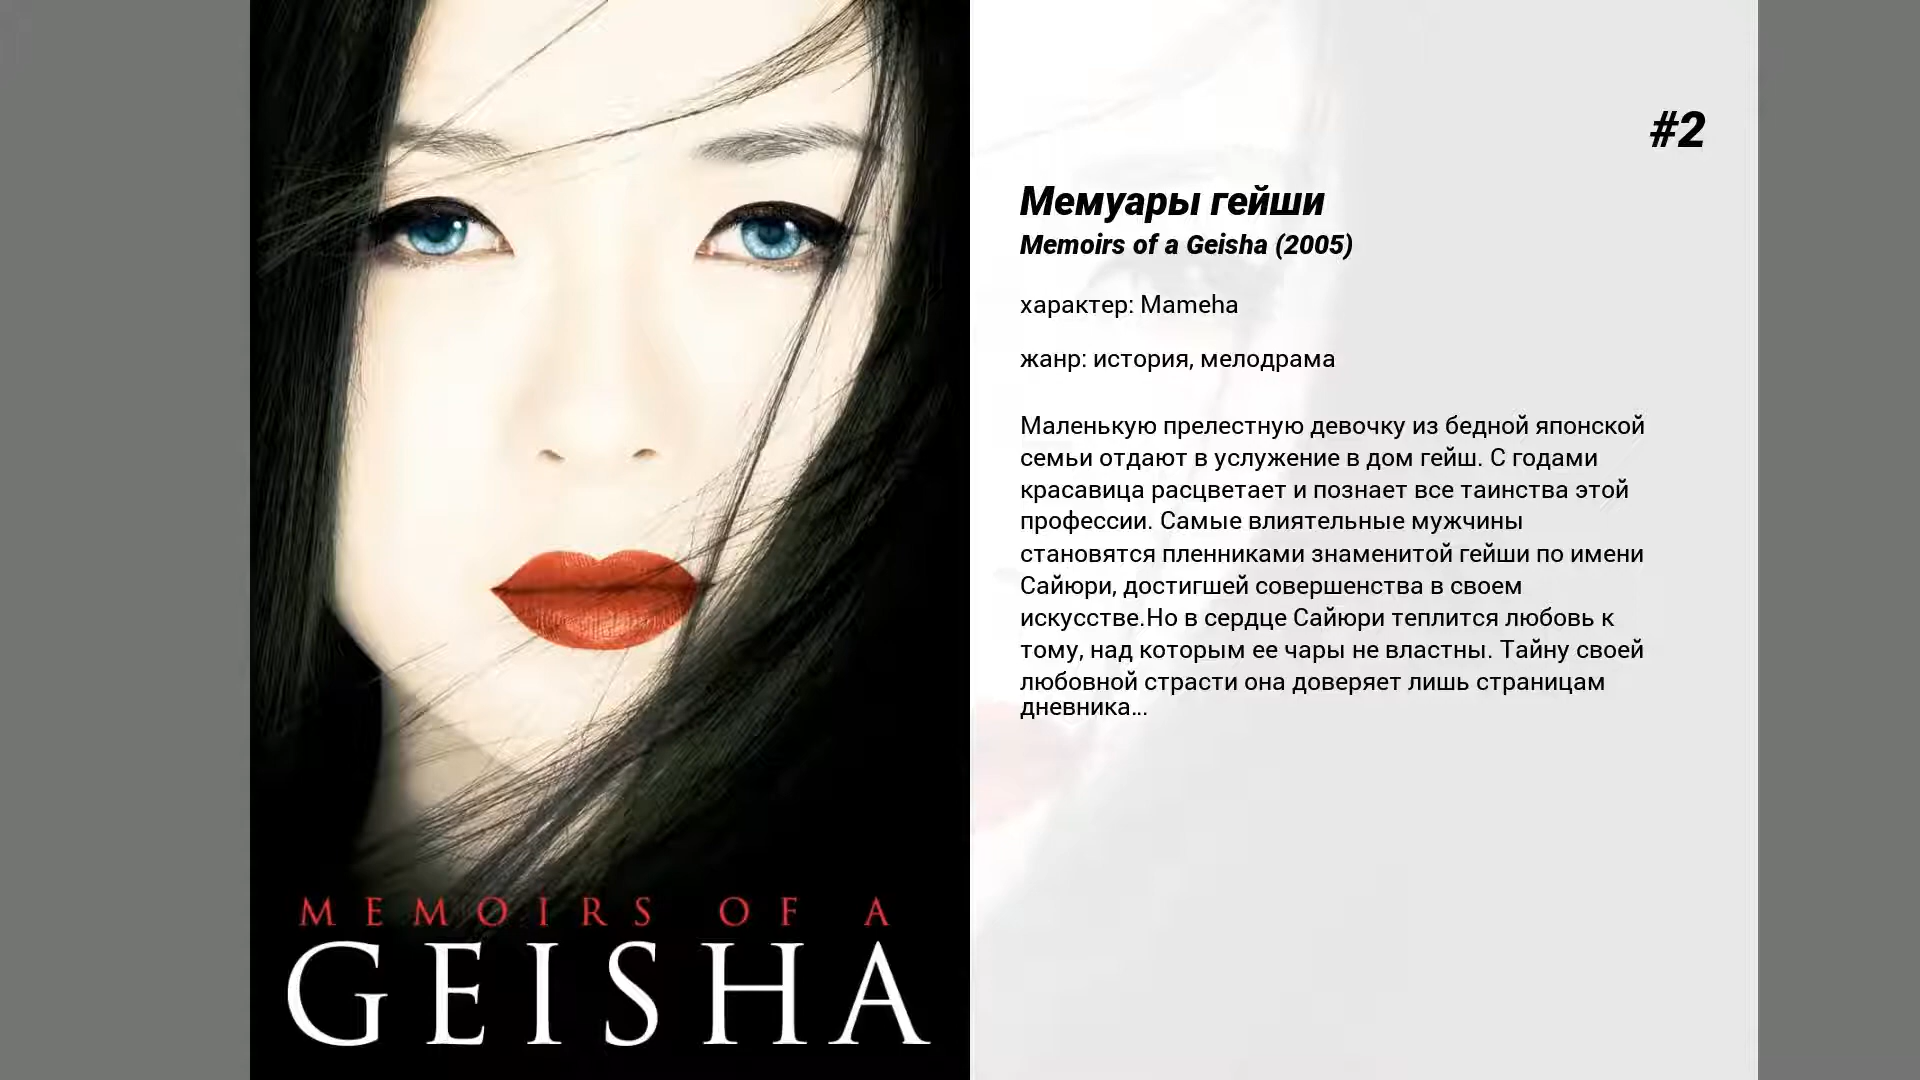 MEMOIRS OF A
GEISHA
#2
Мемуары гейши
Memoirs of a Geisha (2005)
характер: Mameha
жанр: история, мелодрама
Маленькую прелестную девочку из бедной японской
семьи отдают в услужение в дом гейш. С годами
красавица расцветает и познает все таинства этой
профессии. Самые влиятельные мужчины
становятся пленниками знаменитой гейши по имени
Сайюри, достигшей совершенства в своем
искусстве.Но в сердце Сайюри теплится любовь к
тому, над которым ее чары не властны. Тайну своей
любовной страсти она доверяет лишь страницам
дневника…